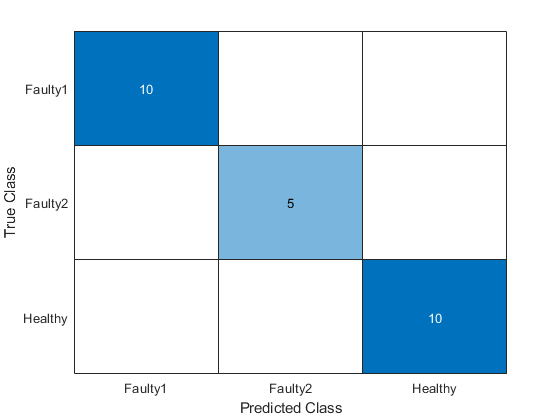 True Class
Faulty1
10
Faulty2
5
Healthy
10
Faulty1 Faulty2 Healthy
Predicted Class